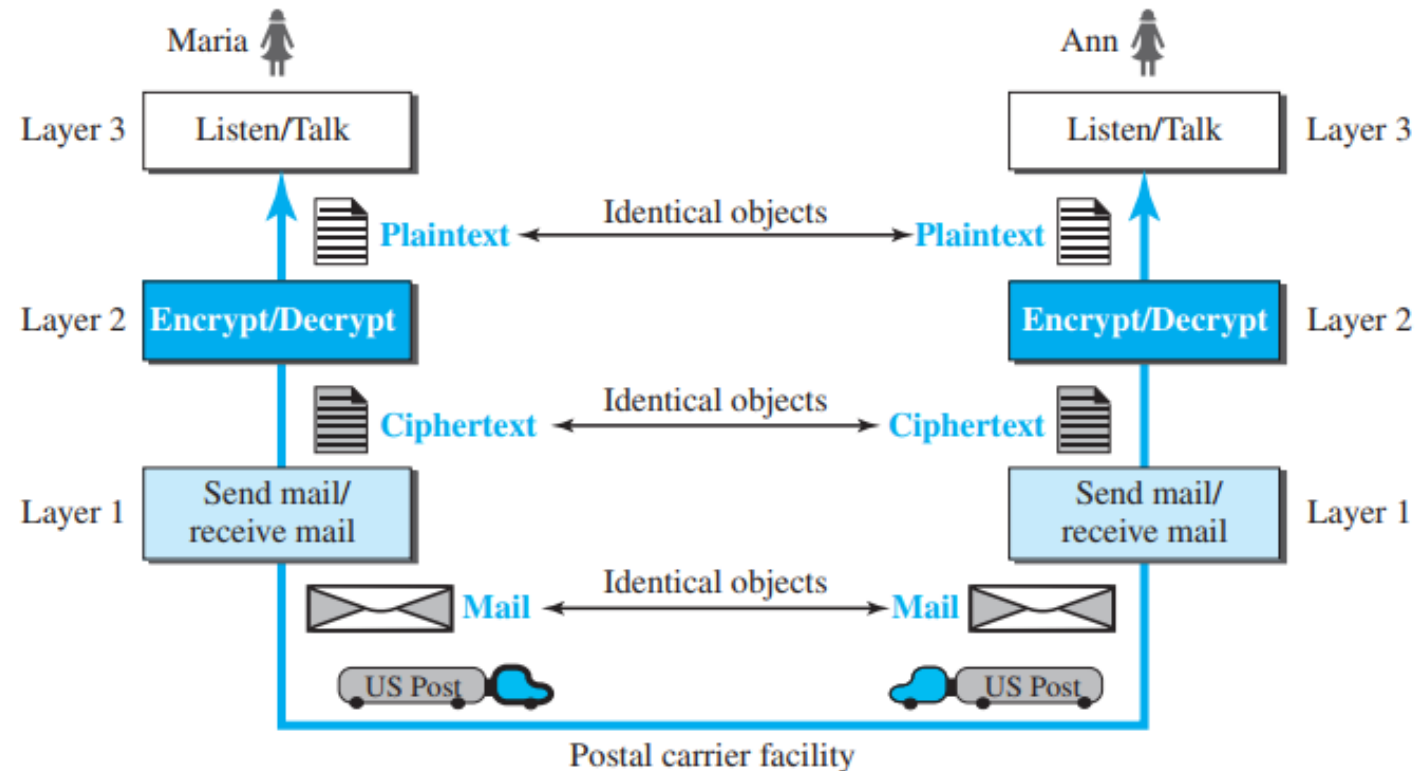 Maria
Ann
Layer 3
Listen/Talk
Listen/Talk
Layer 3
Identical objects
Plaintext
Plaintext
Layer 2
Encrypt/Decrypt
Encrypt/Decrypt
Layer 2
Identical objects
Ciphertext
Ciphertext
Layer 1
Send mail/
receive mail
Send mail/
receive mail
Layer 1
Identical objects
Mail
Mail
US Post
US Post
Postal carrier facility